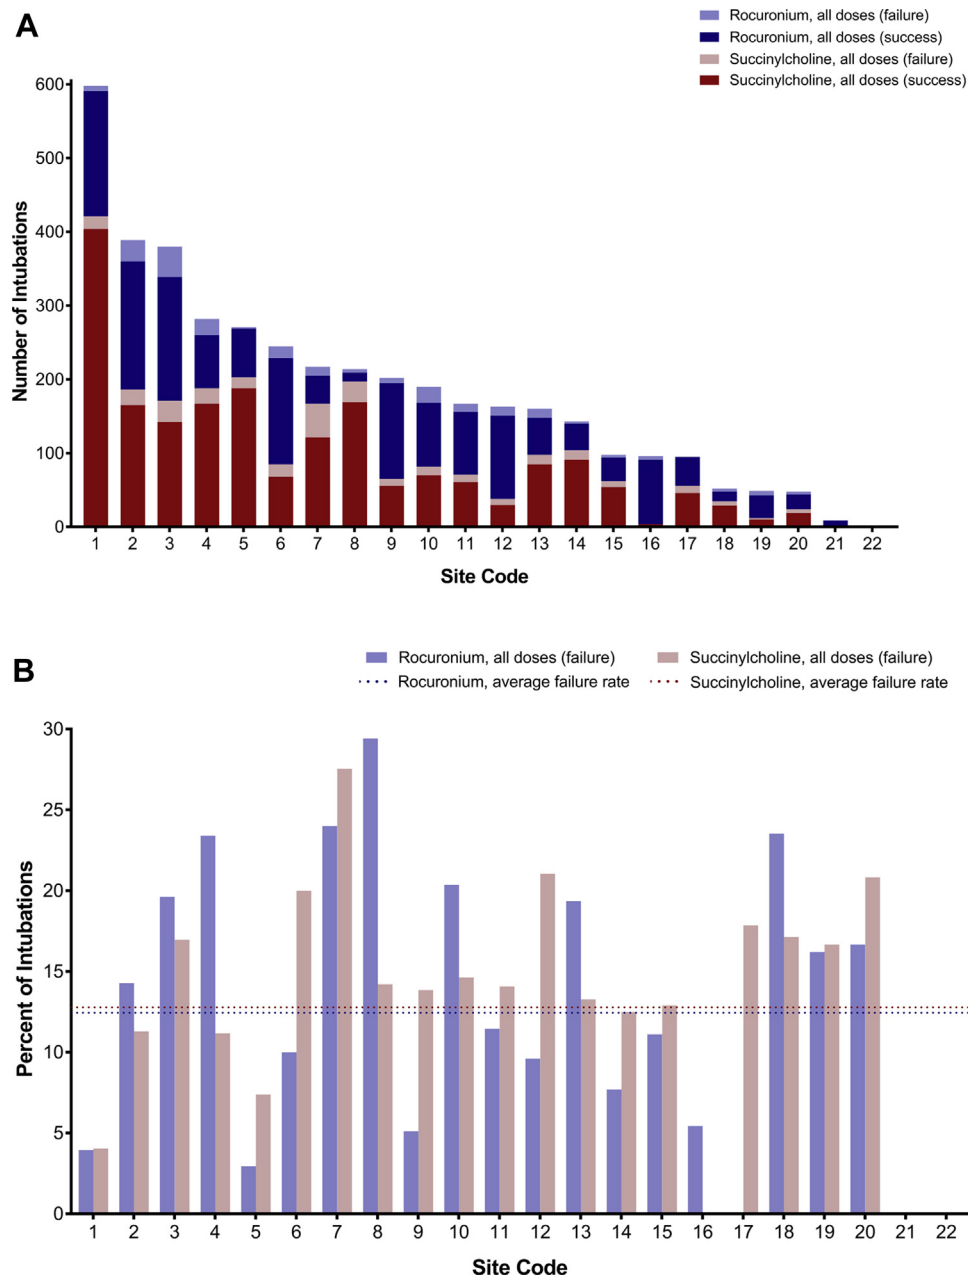 A
Rocuronium, all doses (failure)
Rocuronium, all doses (success)
Succinylcholine, all doses (failure)
Succinylcholine, all doses (success)
Number of Intubations
600
500
400
300
200
100
0
1 2 3 4 5 6 7 8 9 10 11 12 13 14 15 16 17 18 19 20 21 22
Site Code
B
Rocuronium, all doses (failure) Succinylcholine, all doses (failure)
Rocuronium, average failure rate Succinylcholine, average failure rate
Percent of Intubations
30
25
20
15
10
5
0
1 2 3 4 5 6 7 8 9 10 11 12 13 14 15 16 17 18 19 20 21 22
Site Code